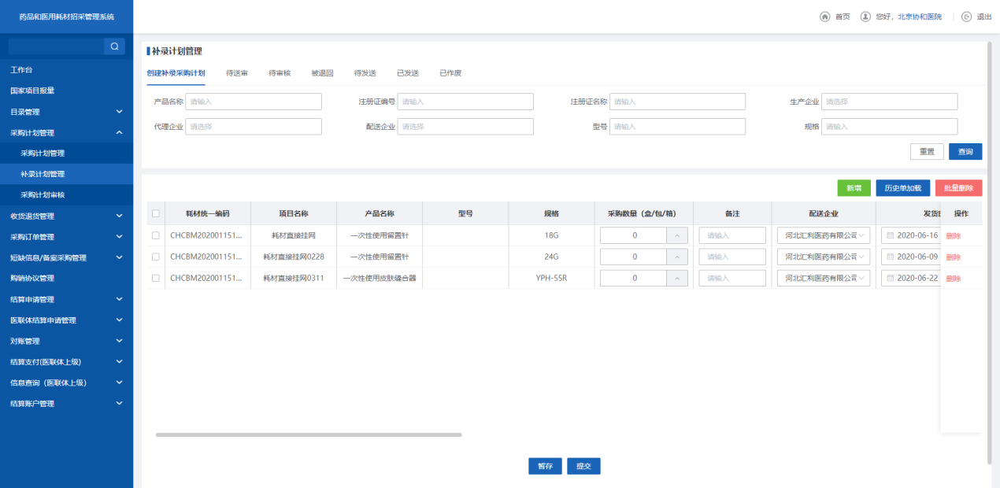 药品和医用耗材招采管理系统
首页 您好，北京协和医院 退出
工作台
国家项目报量
目录管理
采购计划管理
采购计划管理
补录计划管理
采购计划审核
收货退货管理
采购订单管理
短缺信息/备案采购管理
购销协议管理
结算申请管理
医联体结算申请管理
对账管理
结算支付(医联体上级)
信息查询（医联体上级）
结算账户管理
补录计划管理
创建补录采购计划 待送审 待审核 被退回 待发送 已发送 已作废
产品名称 请输入 注册证编号 请输入 注册证名称 请输入 生产企业 请选择
代理企业 请选择 配送企业 请选择 型号 请输入 规格 请输入
重置 查询
新增 历史单加载 批量删除
耗材统一编码 项目名称 产品名称 型号 规格 采购数量（盒/包/箱） 备注 配送企业 发货 操作
CHCBM202001151... 耗材直接挂网 一次性使用留置针 18G 0 请输入 河北汇利医药有限公司 2020-06-16 删除
CHCBM202001151... 耗材直接挂网0228 一次性使用留置针 24G 0 请输入 河北汇利医药有限公司 2020-06-09 删除
CHCBM202001151... 耗材直接挂网0311 一次性使用皮肤缝合器 YPH-55R 0 请输入 河北汇利医药有限公司 2020-06-22 删除
暂存 提交